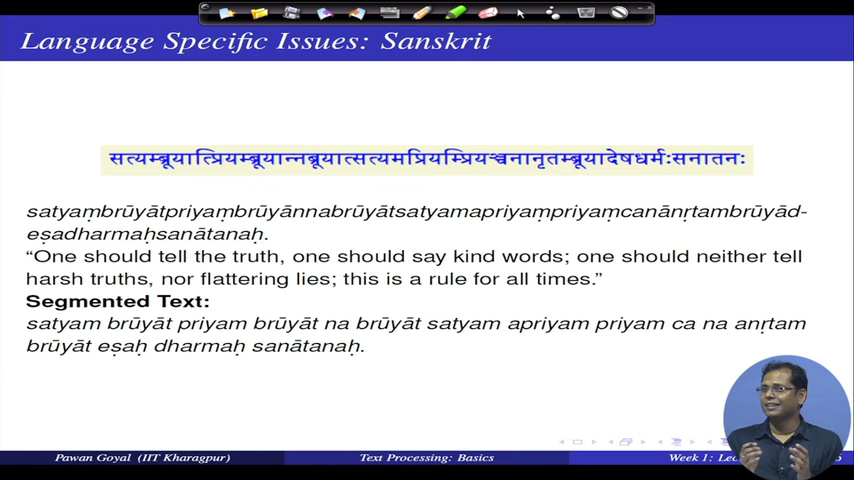 Language Specific Issues: Sanskrit
सत्यम्ब्रूयात्प्रियम्ब्रूयान्नब्रूयात्सत्यमप्रियम्प्रियञ्चनानृतम्ब्रूयादेषधर्मःसनातनः
satyaṃbrūyātpriyaṃbrūyānnabrūyātsatyamapriyaṃpriyaṃcanānṛtambrūyād-
eṣadharmaḥsanātanaḥ.
“One should tell the truth, one should say kind words; one should neither tell
harsh truths, nor flattering lies; this is a rule for all times.”
Segmented Text:
satyam brūyāt priyam brūyāt na brūyāt satyam apriyam priyam ca na anṛtam
brūyāt eṣaḥ dharmaḥ sanātanaḥ.
Pawan Goyal (IIT Kharagpur) Text Processing: Basics Week 1: